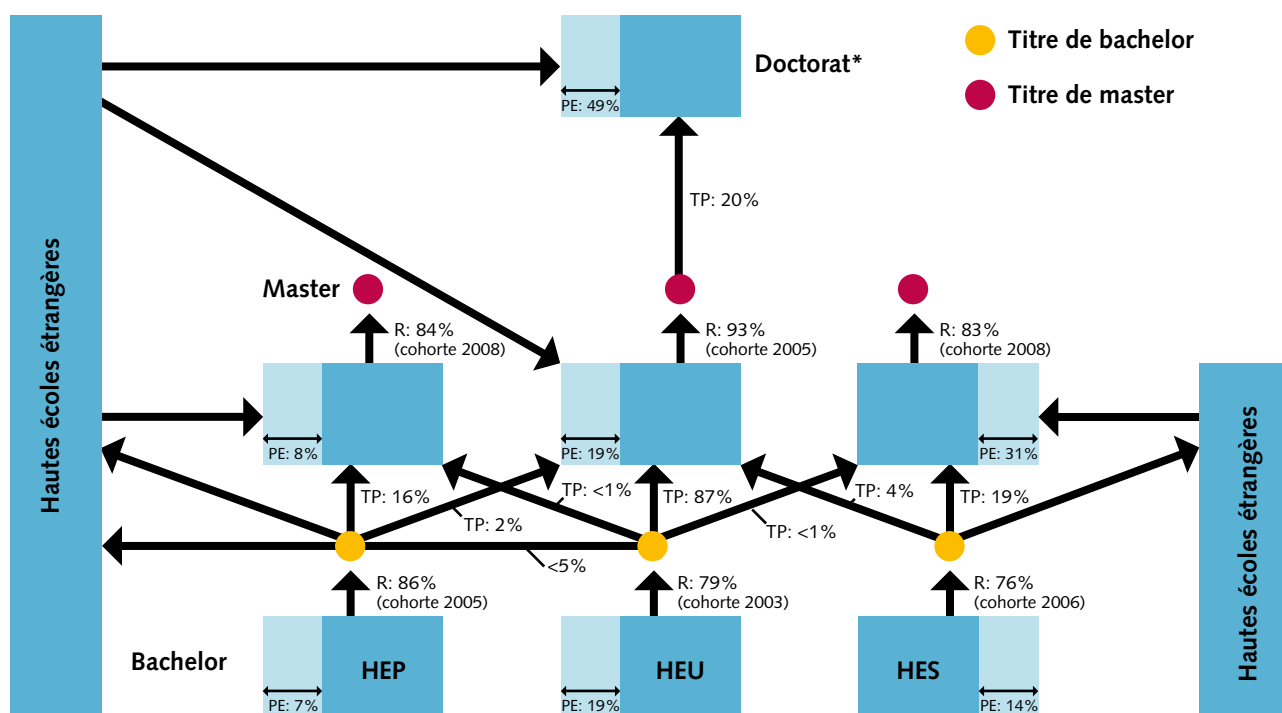 Titre de bachelor
Doctorat*
Titre de master
PE: 49%
TP: 20%
Hautes écoles étrangères
Master
R: 84%
(cohorte 2008)
R: 93%
(cohorte 2005)
R: 83%
(cohorte 2008)
Hautes écoles étrangères
PE: 8%
PE: 19%
PE: 31%
TP: 16%
TP: 2%
TP: <1%
TP: 87%
TP: <1%
TP: 4%
TP: 19%
<5%
R: 86%
(cohorte 2005)
R: 79%
(cohorte 2003)
R: 76%
(cohorte 2006)
Bachelor
HEP
HEU
HES
PE: 7%
PE: 19%
PE: 14%